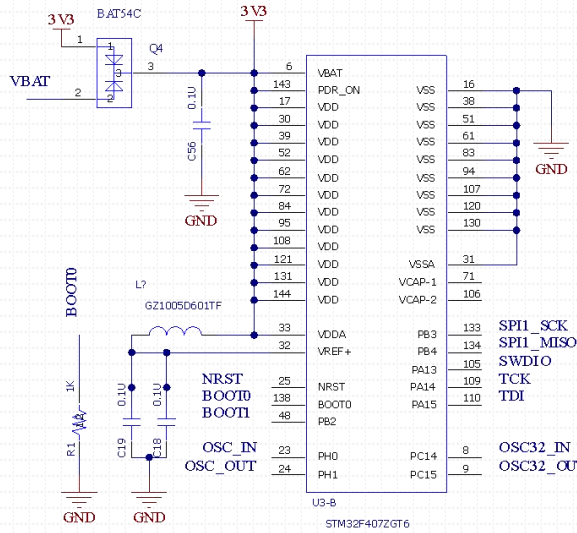 BAT54C
3V3
3V3
1
1
Q4
3
3
VBAT
2
2
0.1U
C56
GND
6 VBAT
143 PDR_ON VSS 16
17 VDD VSS 38
30 VDD VSS 51
39 VDD VSS 61
52 VDD VSS 83
62 VDD VSS 94
72 VDD VSS 107
84 VDD VSS 120
95 VDD VSS 130
108 VDD
121 VDD VSSA 31
131 VDD VCAP-1 71
144 VDD VCAP-2 106
GND
L?
GZ1005D601TF
33 VDDA PB3 133 SPI1_SCK
32 VREF+ PB4 134 SPI1_MISO
PA13 105 SWDIO
NRST 25 NRST PA14 109 TCK
BOOT0 138 BOOT0 PA15 110 TDI
BOOT1 48 PB2
OSC_IN 23 PH0 PC14 8 OSC32_IN
OSC_OUT 24 PH1 PC15 9 OSC32_OU
U3-B
STM32F407ZGT6
BOOT0
1K
R1
GND
0.1U
C19
0.1U
C18
GND